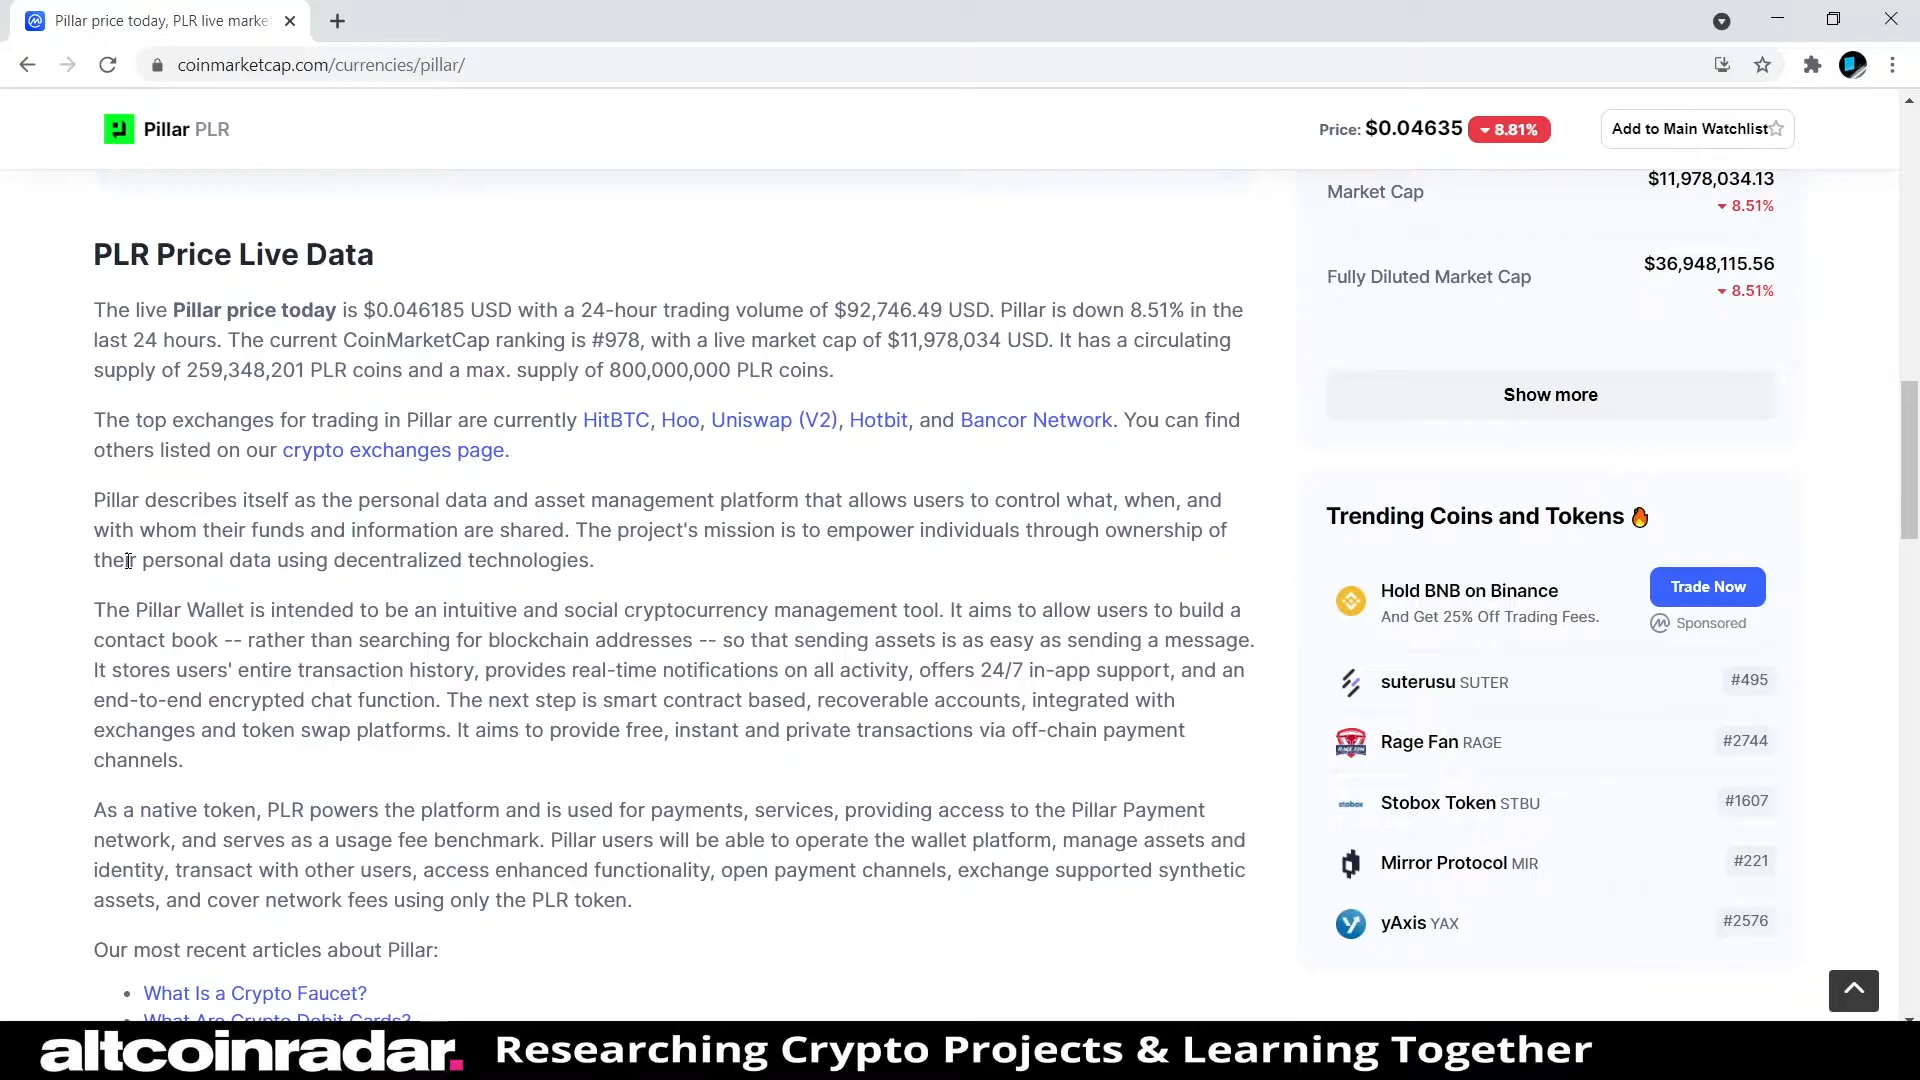 Pillar price today, PLR live marke
coinmarketcap.com/currencies/pillar/
Pillar PLR
Price: $0.04635 8.81%
Add to Main Watchlist
Market Cap
$11,978,034.13
8.51%
Fully Diluted Market Cap
$36,948,115.56
8.51%
Show more
PLR Price Live Data
The live Pillar price today is $0.046185 USD with a 24-hour trading volume of $92,746.49 USD. Pillar is down 8.51% in the
last 24 hours. The current CoinMarketCap ranking is #978, with a live market cap of $11,978,034 USD. It has a circulating
supply of 259,348,201 PLR coins and a max. supply of 800,000,000 PLR coins.
The top exchanges for trading in Pillar are currently HitBTC, Hoo, Uniswap (V2), Hotbit, and Bancor Network. You can find
others listed on our crypto exchanges page.
Pillar describes itself as the personal data and asset management platform that allows users to control what, when, and
with whom their funds and information are shared. The project's mission is to empower individuals through ownership of
their personal data using decentralized technologies.
The Pillar Wallet is intended to be an intuitive and social cryptocurrency management tool. It aims to allow users to build a
contact book -- rather than searching for blockchain addresses -- so that sending assets is as easy as sending a message.
It stores users' entire transaction history, provides real-time notifications on all activity, offers 24/7 in-app support, and an
end-to-end encrypted chat function. The next step is smart contract based, recoverable accounts, integrated with
exchanges and token swap platforms. It aims to provide free, instant and private transactions via off-chain payment
channels.
As a native token, PLR powers the platform and is used for payments, services, providing access to the Pillar Payment
network, and serves as a usage fee benchmark. Pillar users will be able to operate the wallet platform, manage assets and
identity, transact with other users, access enhanced functionality, open payment channels, exchange supported synthetic
assets, and cover network fees using only the PLR token.
Our most recent articles about Pillar:
• What Is a Crypto Faucet?
• What Are Crypto Debit Cards?
Trending Coins and Tokens
Hold BNB on Binance
And Get 25% Off Trading Fees.
Trade Now
Sponsored
suterusu SUTER #495
Rage Fan RAGE #2744
stobox Stobox Token STBU #1607
Mirror Protocol MIR #221
yAxis YAX #2576
altcoinradar. Researching Crypto Projects & Learning Together